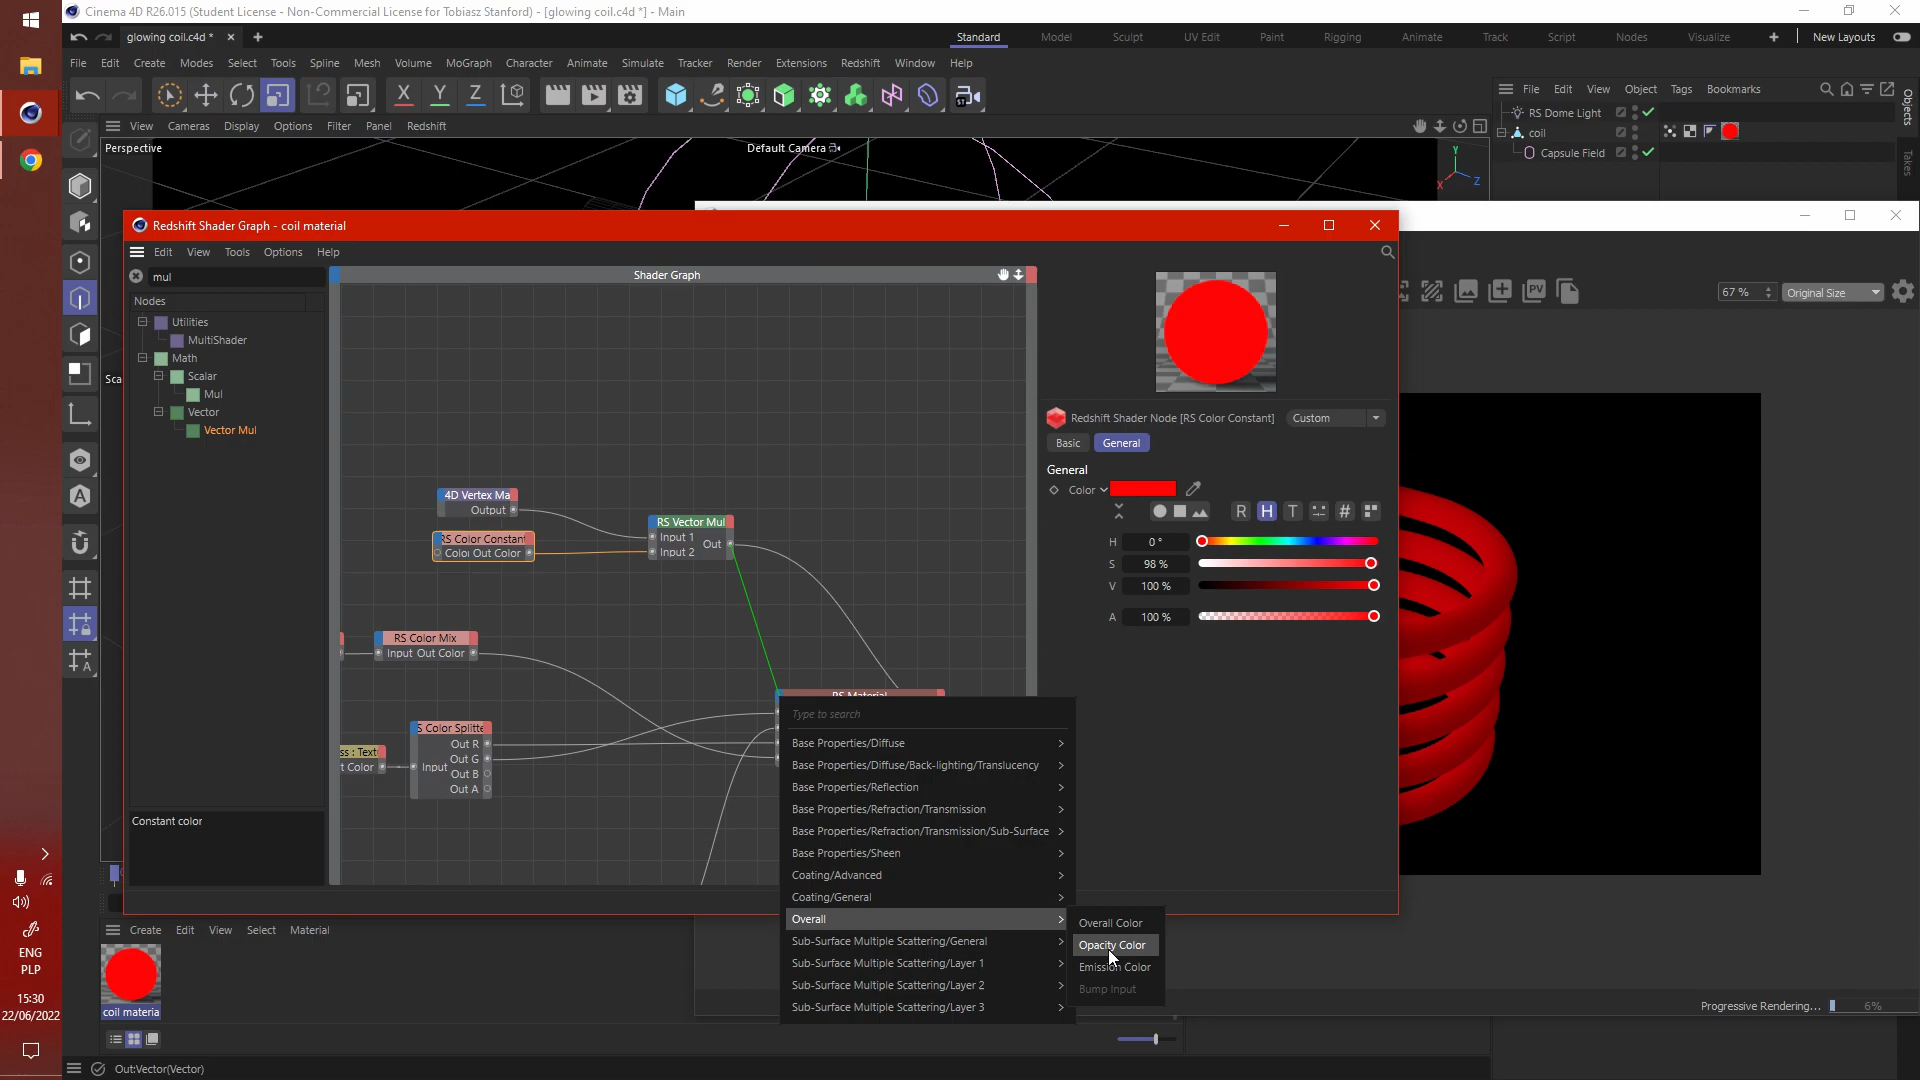 Cinema 4D R26.015 (Student License - Non-Commercial License for Tobiasz Stanford) - [glowing coil.c4d *] - Main
glowing coil.c4d *
Standard Model Sculpt UV Edit Paint Rigging Animate Track Script Nodes Visualize New Layouts
File Edit Create Modes Select Tools Spline Mesh Volume MoGraph Character Animate Simulate Tracker Render Extensions Redshift Window Help
X Y Z
File Edit View Object Tags Bookmarks
Objects
Takes
RS Dome Light
coil
Capsule Field
View Cameras Display Options Filter Panel Redshift
Perspective
Default Camera
Y
X
Z
Redshift Shader Graph - coil material
Edit View Tools Options Help
mul
Shader Graph
Nodes
Utilities
MultiShader
Math
Scalar
Mul
Vector
Vector Mul
Sca
67 %
Original Size
PV
Redshift Shader Node [RS Color Constant]
Custom
Basic General
General
Color
R H T #
H 0 °
S 98 %
V 100 %
A 100 %
4D Vertex Ma
Output
RS Color Constant
Color Out Color
RS Vector Mul
Input 1
Out
Input 2
RS Color Mix
Input Out Color
S Color Splitte
Out R
Out G
Input
Out B
Out A
ss : Text
t Color
RS Material
Type to search
Base Properties/Diffuse
Base Properties/Diffuse/Back-lighting/Translucency
Base Properties/Reflection
Base Properties/Refraction/Transmission
Base Properties/Refraction/Transmission/Sub-Surface
Base Properties/Sheen
Coating/Advanced
Coating/General
Overall
Sub-Surface Multiple Scattering/General
Sub-Surface Multiple Scattering/Layer 1
Sub-Surface Multiple Scattering/Layer 2
Sub-Surface Multiple Scattering/Layer 3
Overall Color
Opacity Color
Emission Color
Bump Input
Constant color
Create Edit View Select Material
coil materia
Progressive Rendering... 6%
Out:Vector(Vector)
ENG
PLP
15:30
22/06/2022